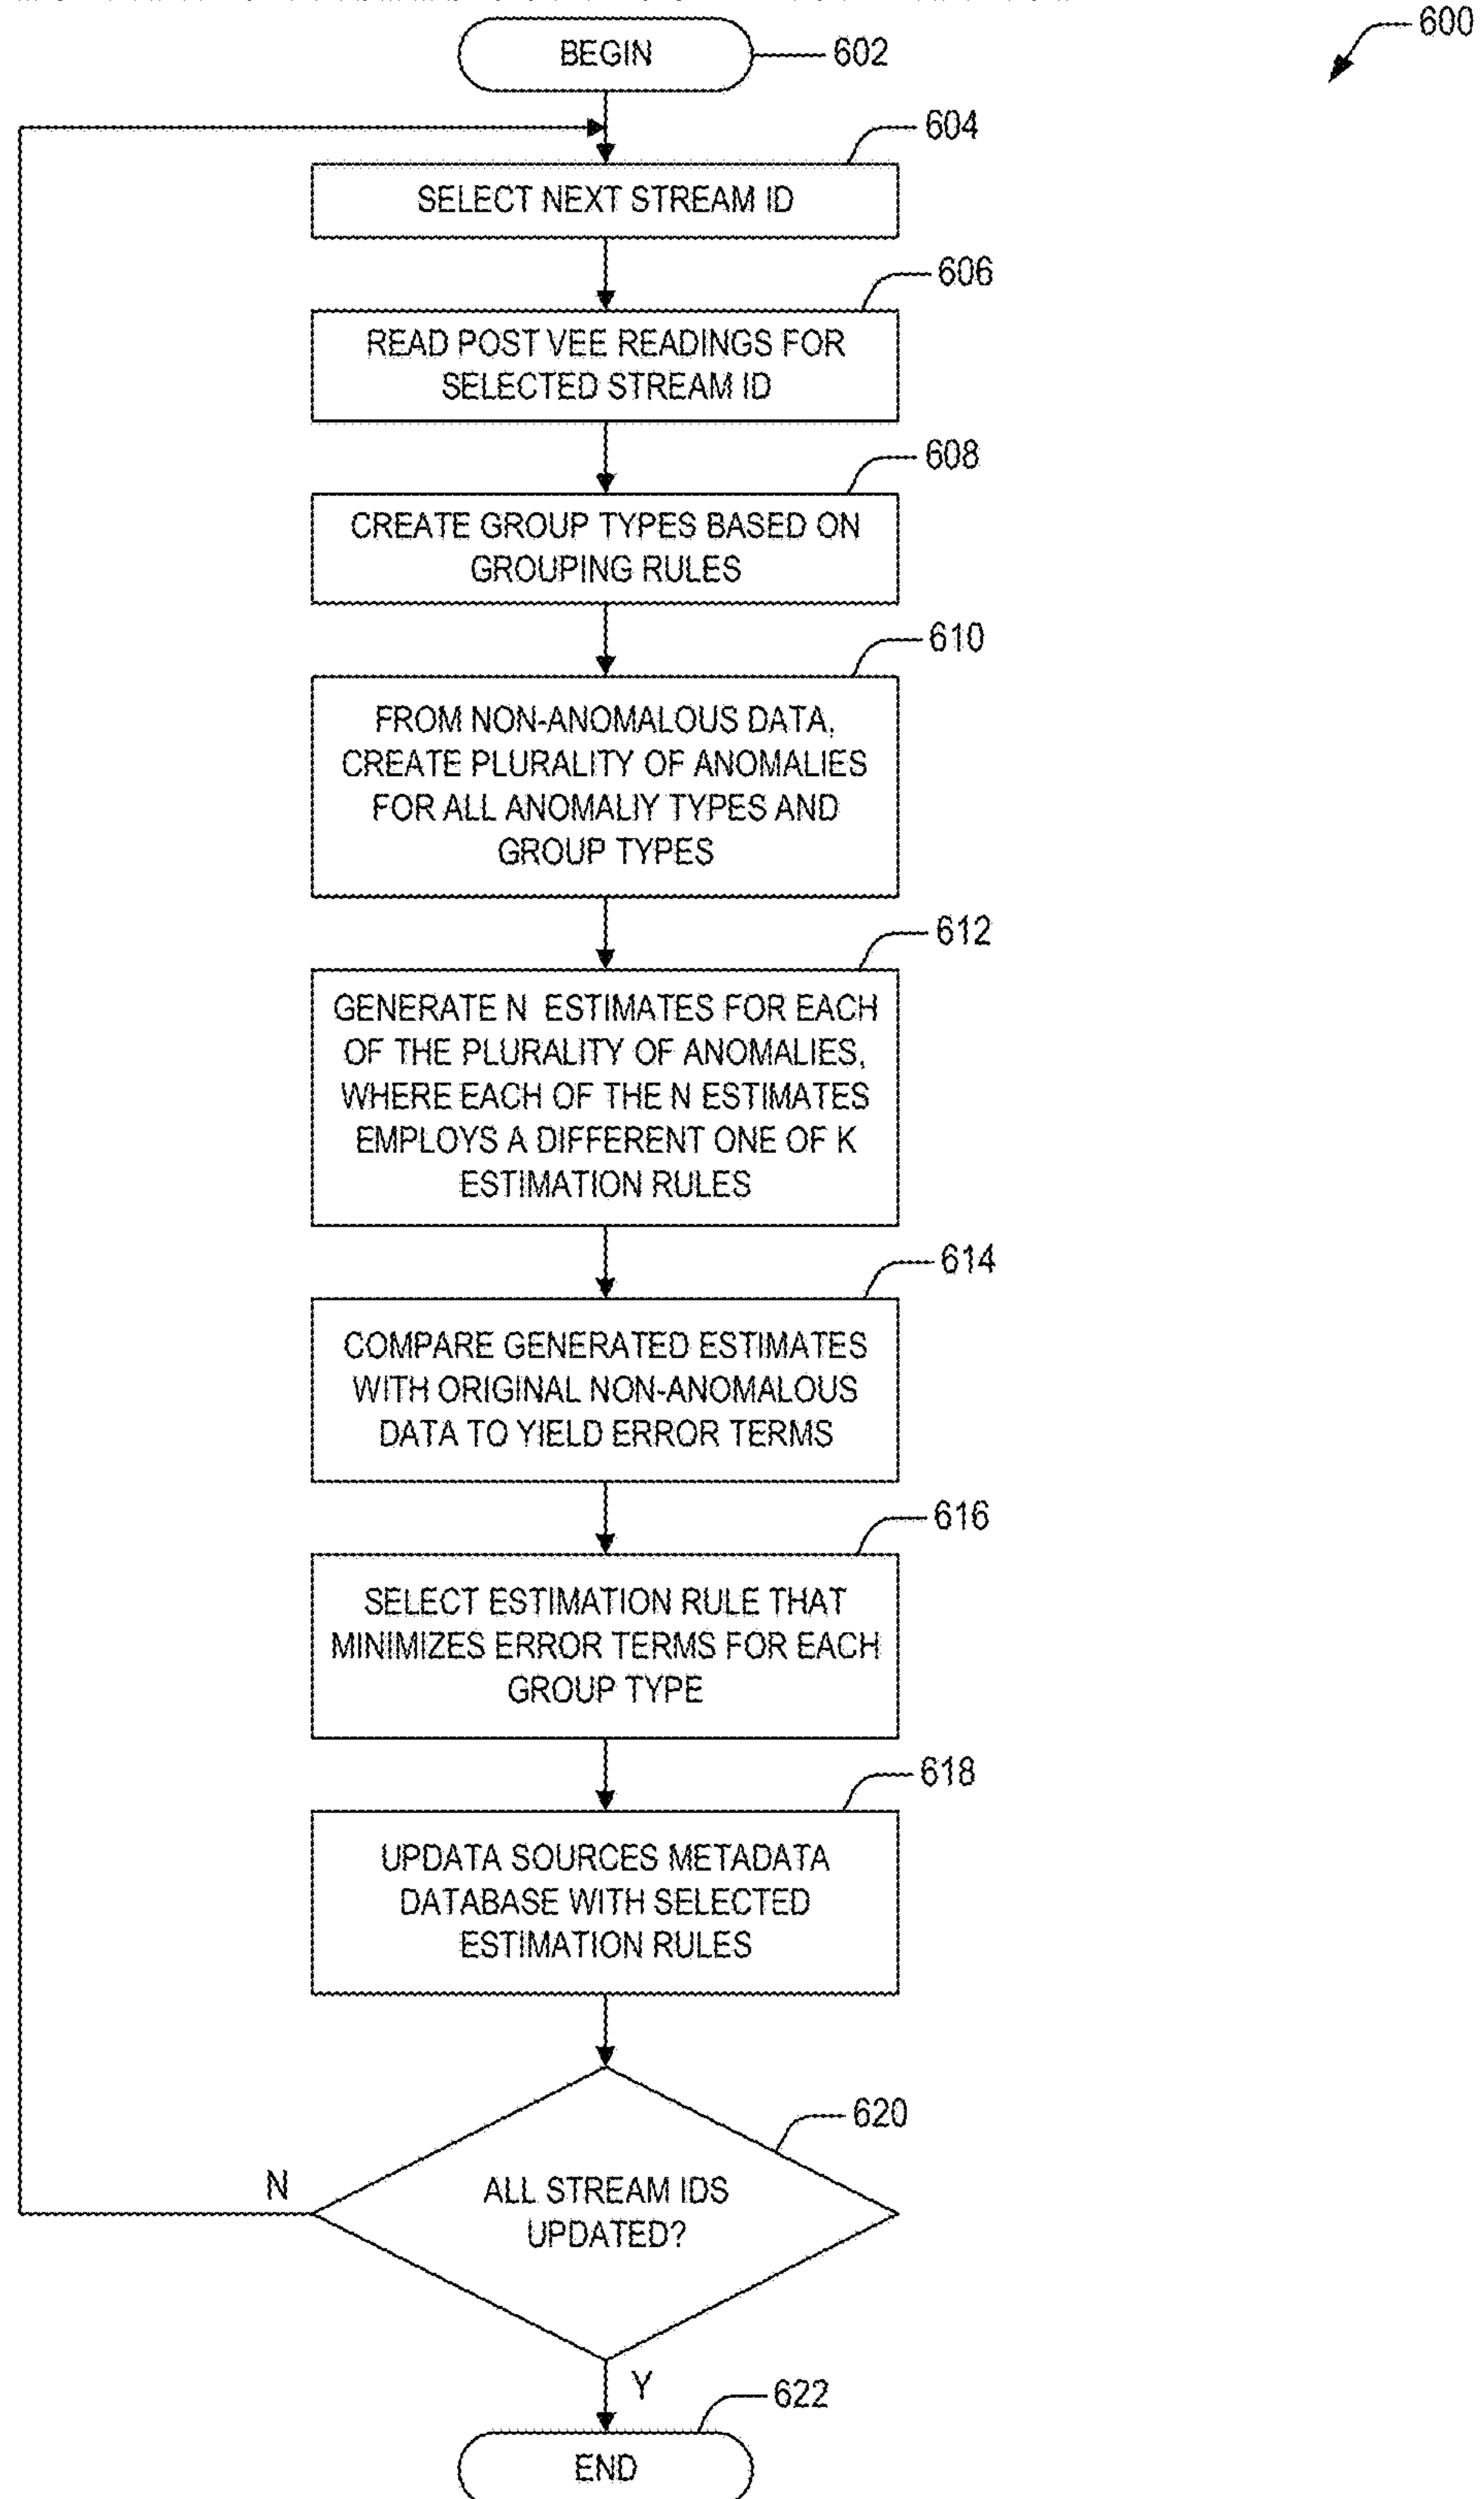 600
BEGIN
602
604
SELECT NEXT STREAM ID
606
READ POST VEE READINGS FOR
SELECTED STREAM ID
608
CREATE GROUP TYPES BASED ON
GROUPING RULES
610
FROM NON-ANOMALOUS DATA,
CREATE PLURALITY OF ANOMALIES
FOR ALL ANOMALIY TYPES AND
GROUP TYPES
612
GENERATE N ESTIMATES FOR EACH
OF THE PLURALITY OF ANOMALIES,
WHERE EACH OF THE N ESTIMATES
EMPLOYS A DIFFERENT ONE OF K
ESTIMATION RULES
614
COMPARE GENERATED ESTIMATES
WITH ORIGINAL NON-ANOMALOUS
DATA TO YIELD ERROR TERMS
616
SELECT ESTIMATION RULE THAT
MINIMIZES ERROR TERMS FOR EACH
GROUP TYPE
618
UPDATA SOURCES METADATA
DATABASE WITH SELECTED
ESTIMATION RULES
620
N
ALL STREAM IDS
UPDATED?
Y
622
END